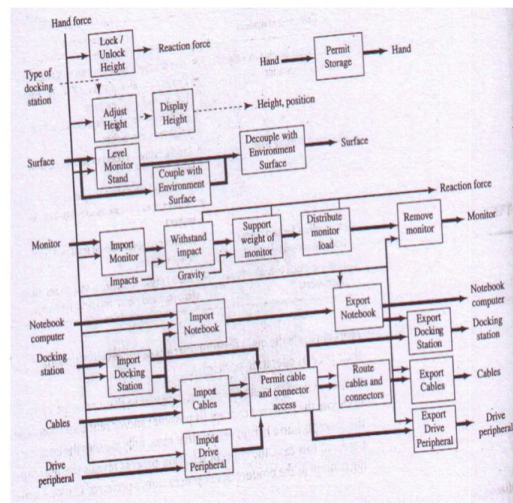 Hand force
Lock /
Unlock
Height
Reaction force
Hand
Permit
Storage
Hand
Type of
docking
station
Adjust
Height
Display
Height
Height, position
Surface
Level
Monitor
Stand
Couple with
Environment
Surface
Decouple with
Environment
Surface
Surface
Reaction force
Monitor
Import
Monitor
Withstand
impact
Support
weight of
monitor
Distribute
monitor
load
Remove
monitor
Monitor
Impacts
Gravity
Notebook
computer
Import
Notebook
Export
Notebook
Notebook
computer
Docking
station
Import
Docking
Station
Export
Docking
Station
Docking
station
Import
Cables
Permit cable
and connector
access
Route
cables and
connectors
Export
Cables
Cables
Cables
Drive
peripheral
Import
Drive
Peripheral
Export
Drive
Peripheral
Drive
peripheral